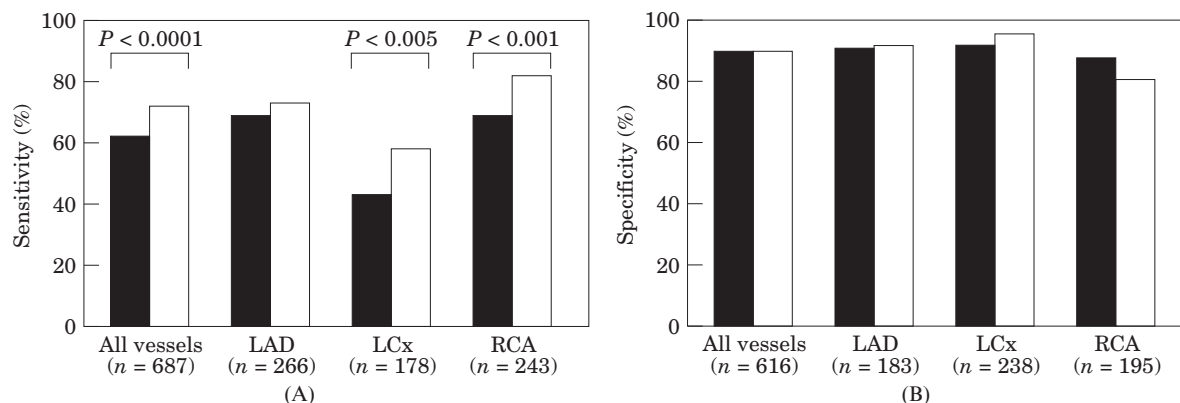 100
80
60
40
20
0
Sensitivity (%)
P < 0.0001
P < 0.005
P < 0.001
All vessels
(n = 687)
LAD
(n = 266)
LCx
(n = 178)
RCA
(n = 243)
(A)
100
80
60
40
20
0
Specificity (%)
All vessels
(n = 616)
LAD
(n = 183)
LCx
(n = 238)
RCA
(n = 195)
(B)